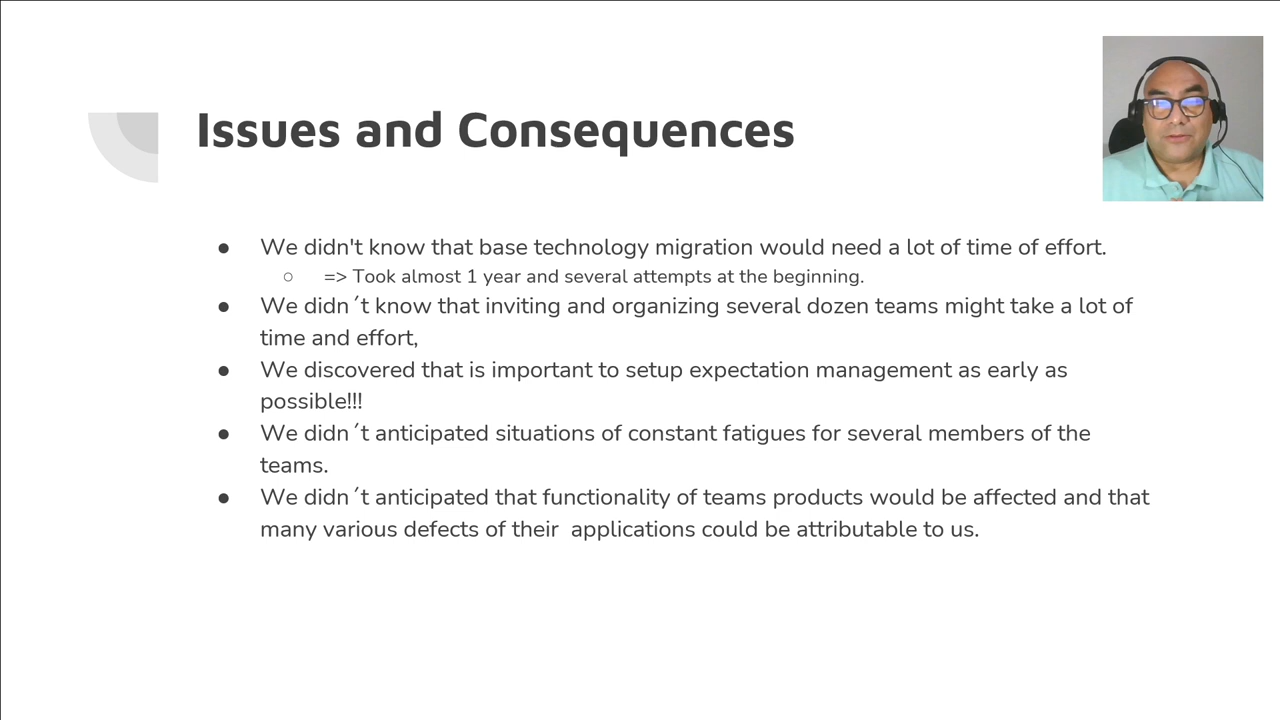 Issues and Consequences
● We didn't know that base technology migration would need a lot of time of effort.
○ => Took almost 1 year and several attempts at the beginning.
● We didn´t know that inviting and organizing several dozen teams might take a lot of
time and effort,
● We discovered that is important to setup expectation management as early as
possible!!!
● We didn´t anticipated situations of constant fatigues for several members of the
teams.
● We didn´t anticipated that functionality of teams products would be affected and that
many various defects of their  applications could be attributable to us.